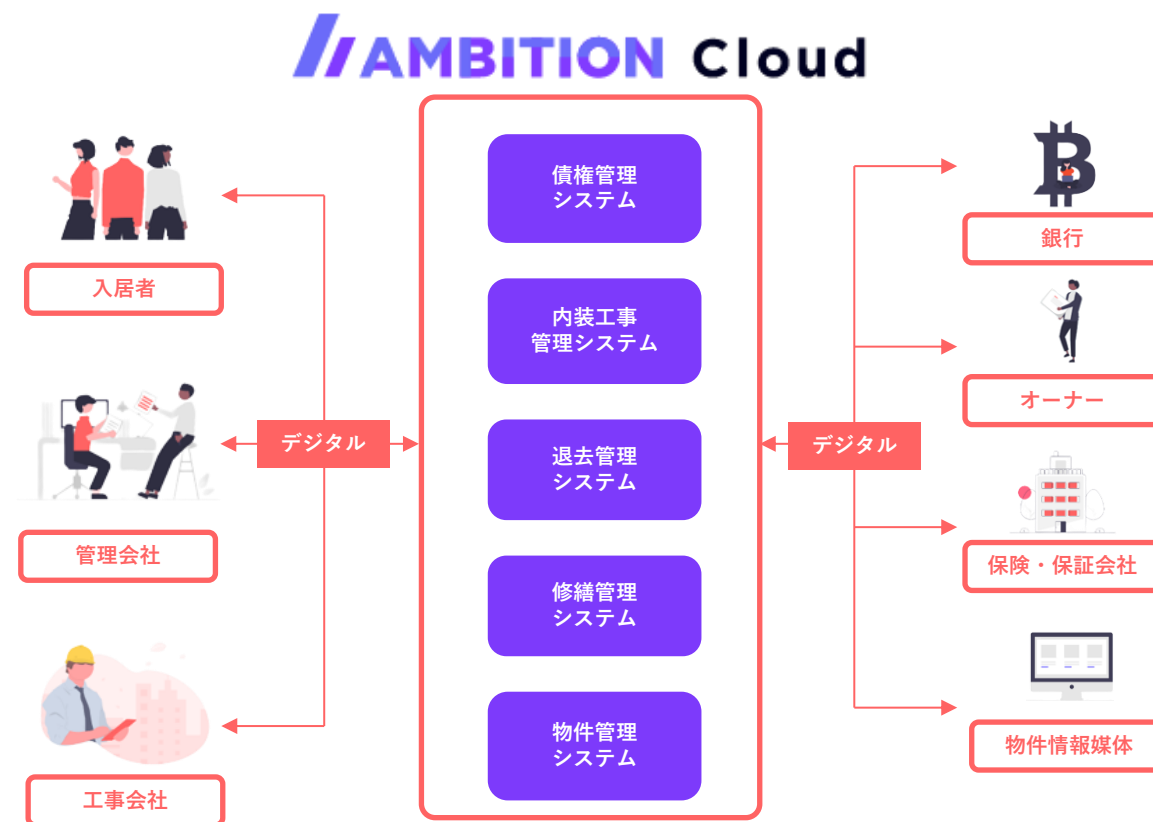 AMBITION Cloud
入居者
管理会社
工事会社
デジタル
債権管理
システム
内装工事
管理システム
退去管理
システム
修繕管理
システム
物件管理
システム
デジタル
銀行
オーナー
保険・保証会社
物件情報媒体